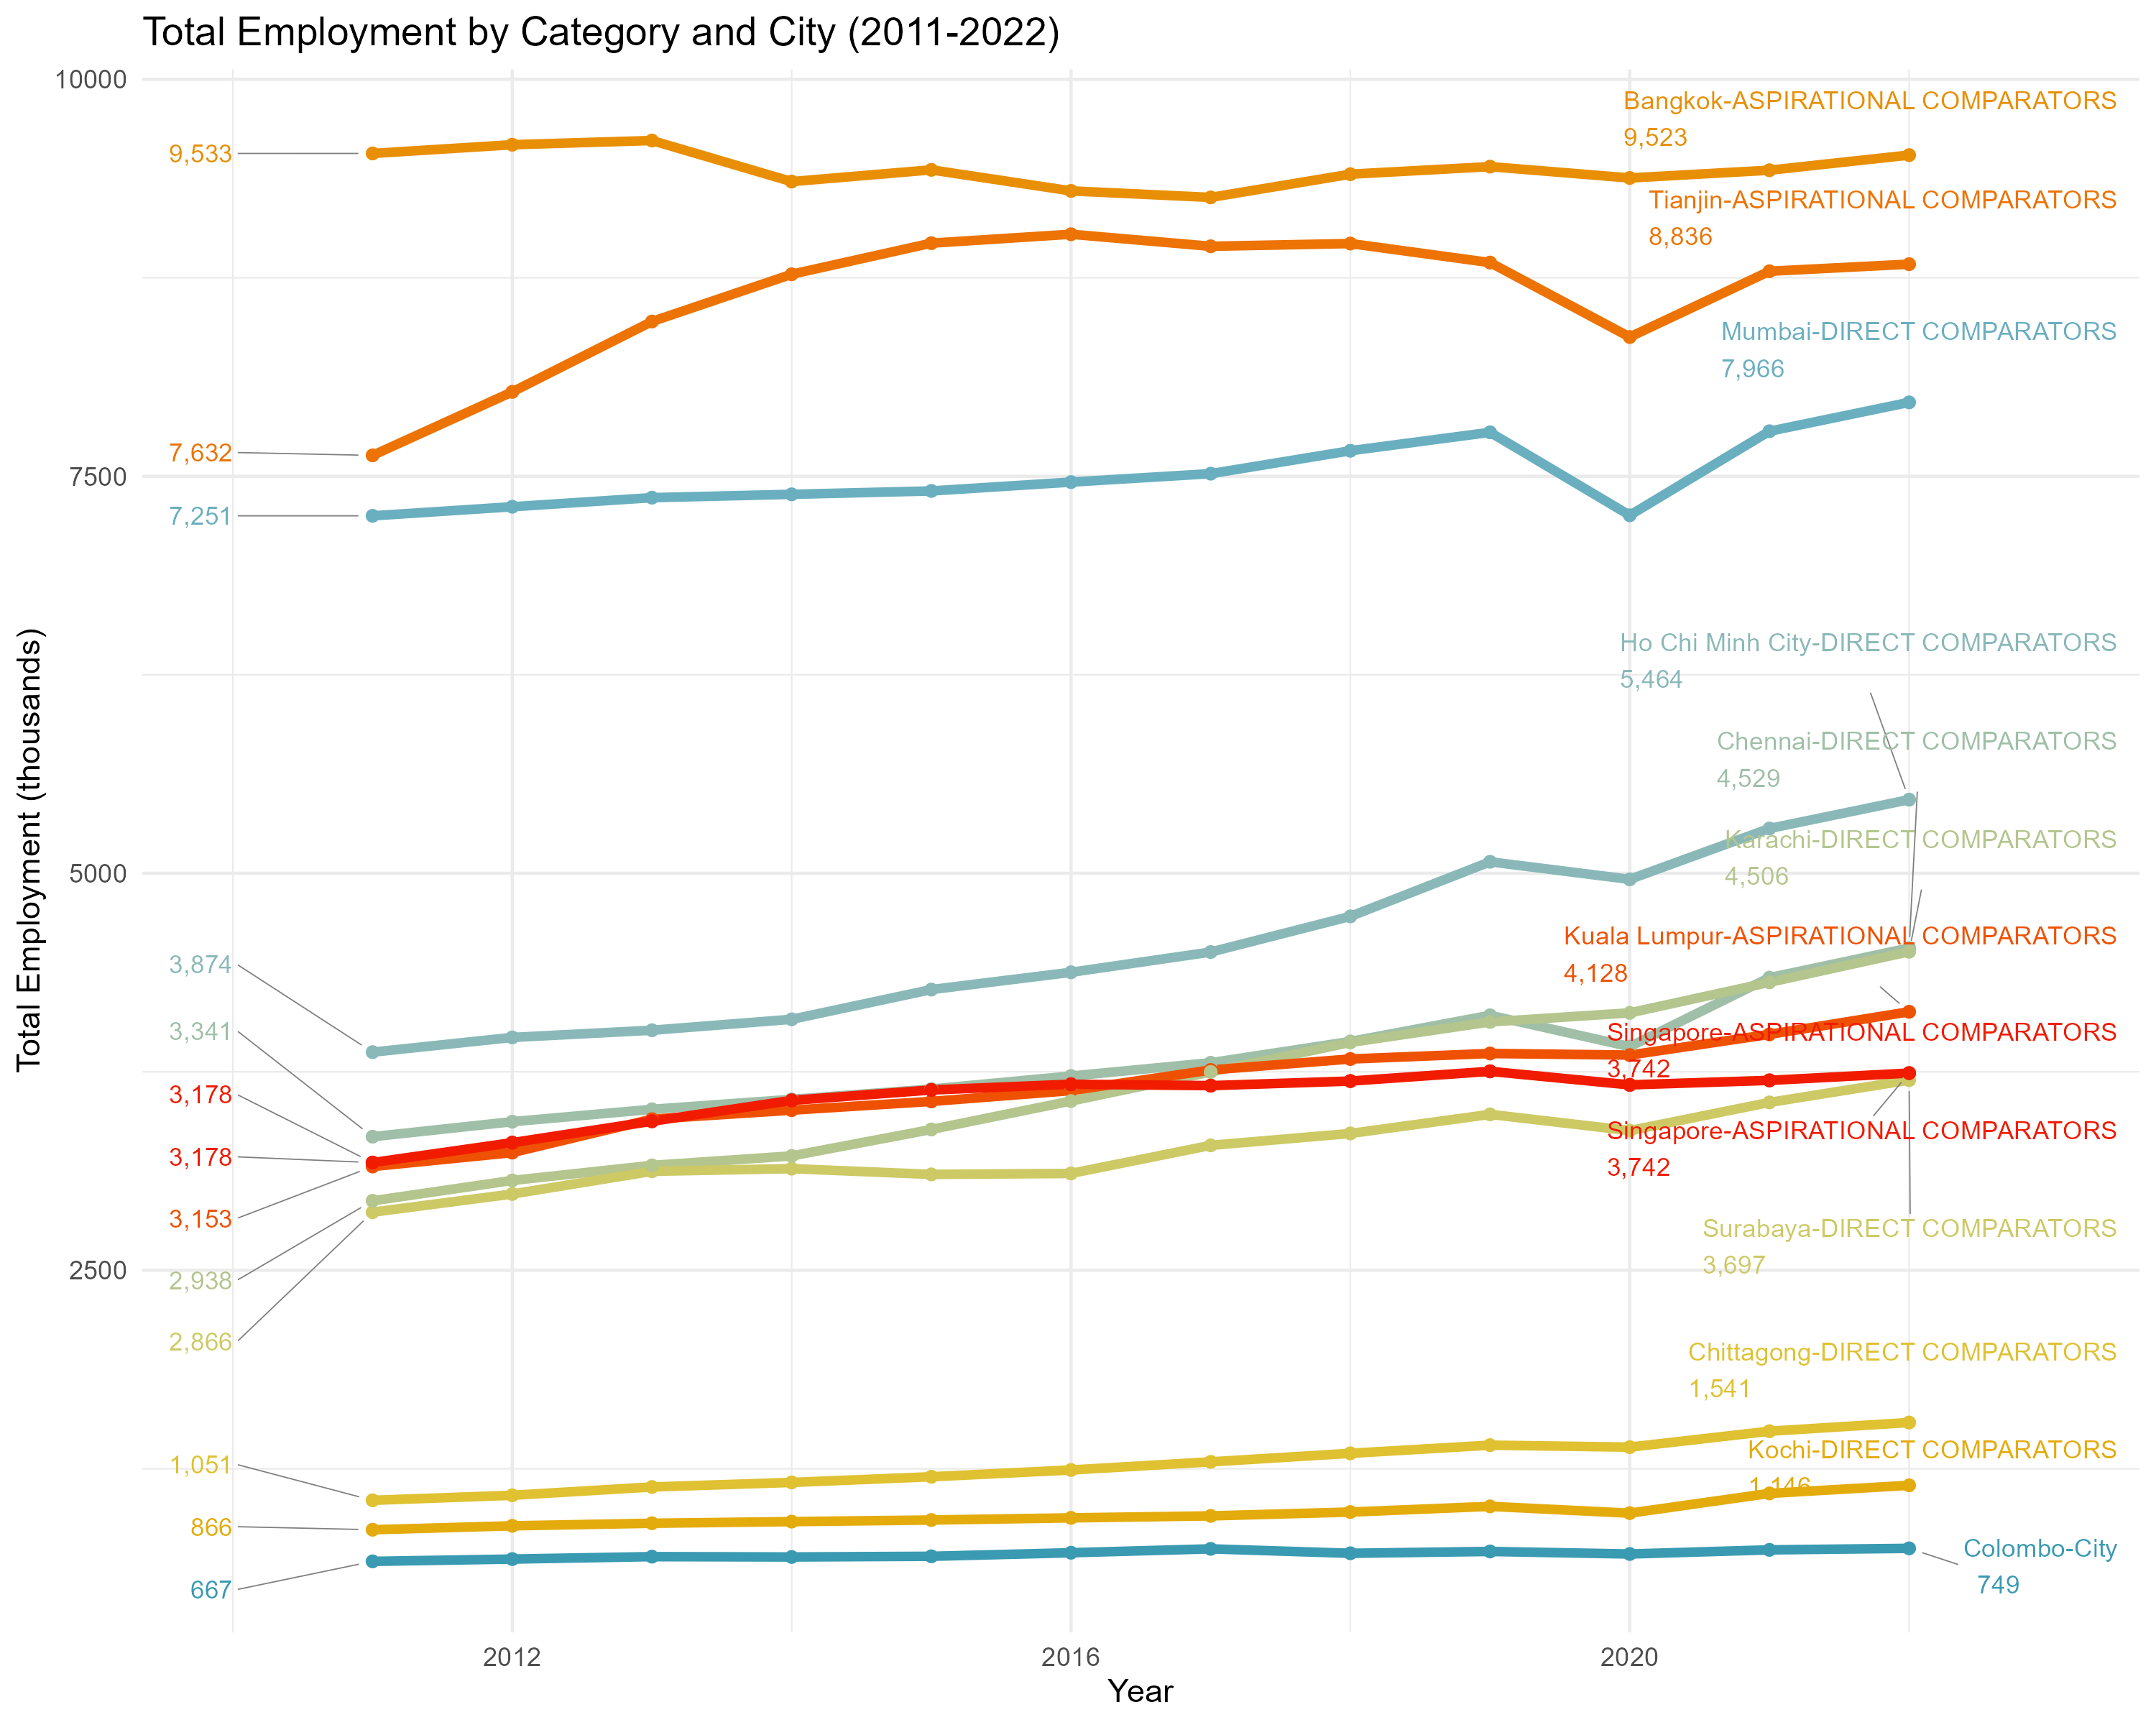 Total Employment by Category and City (2011-2022)
10000
7500
5000
2500
Total Employment (thousands)
9,533
7,632
7,251
3,874
3,341
3,178
3,178
3,153
2,938
2,866
1,051
866
667
Bangkok-ASPIRATIONAL COMPARATORS
9,523
Tianjin-ASPIRATIONAL COMPARATORS
8,836
Mumbai-DIRECT COMPARATORS
7,966
Ho Chi Minh City-DIRECT COMPARATORS
5,464
Chennai-DIRECT COMPARATORS
4,529
Karachi-DIRECT COMPARATORS
4,506
Kuala Lumpur-ASPIRATIONAL COMPARATORS
4,128
Singapore-ASPIRATIONAL COMPARATORS
3,742
Singapore-ASPIRATIONAL COMPARATORS
3,742
Surabaya-DIRECT COMPARATORS
3,697
Chittagong-DIRECT COMPARATORS
1,541
Kochi-DIRECT COMPARATORS
1,146
Colombo-City
749
2012
2016
2020
Year